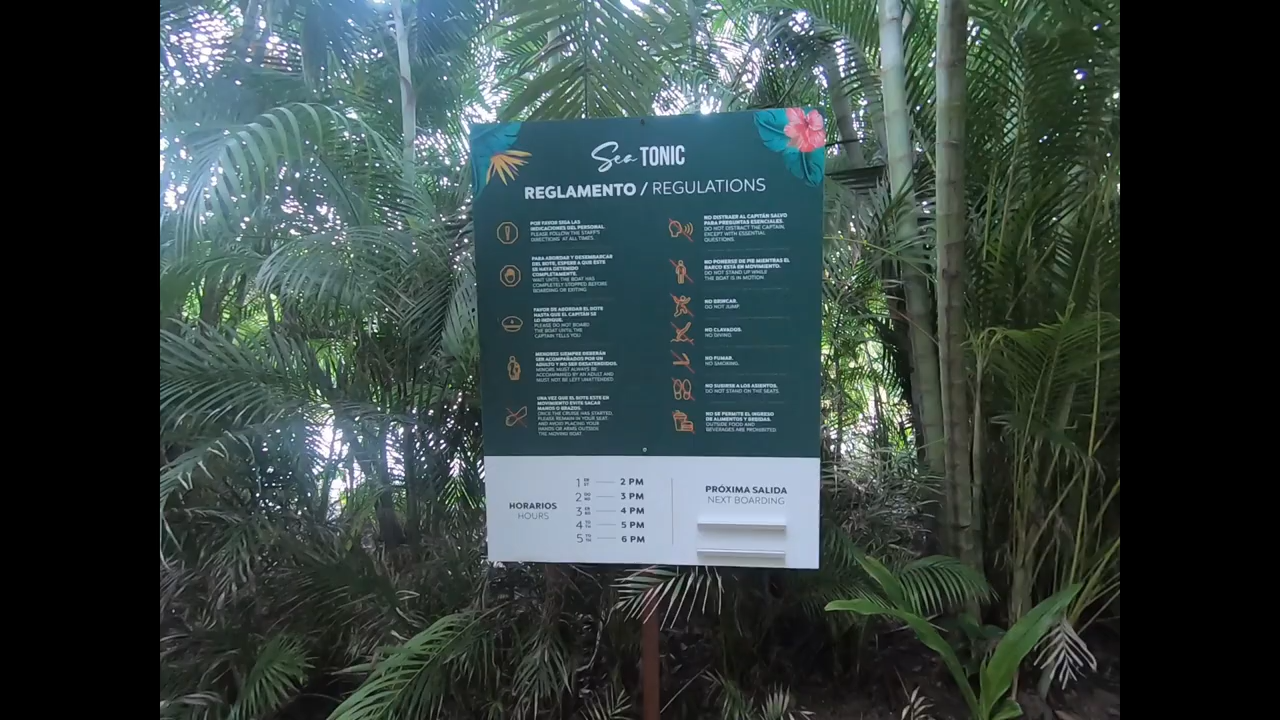 Sea TONIC
REGLAMENTO / REGULATIONS
POR FAVOR SIGA LAS
INDICACIONES DEL PERSONAL.
PLEASE FOLLOW THE STAFF'S
DIRECTIONS AT ALL TIMES.
PARA ABORDAR Y DESEMBARCAR
DEL BOTE, ESPERE A QUE ESTE
SE HAYA DETENIDO
COMPLETAMENTE.
WAIT UNTIL THE BOAT HAS
COMPLETELY STOPPED BEFORE
BOARDING OR EXITING.
FAVOR DE ABORDAR EL BOTE
HASTA QUE EL CAPITÁN SE
LO INDIQUE.
PLEASE DO NOT BOARD
THE BOAT UNTIL THE
CAPTAIN TELLS YOU.
MENORES SIEMPRE DEBERÁN
SER ACOMPAÑADOS POR UN
ADULTO Y NO SER DESATENDIDOS.
MINORS, MUST ALWAYS BE
ACCOMPANIED BY AN ADULT AND
MUST NOT BE LEFT UNATTENDED.
UNA VEZ QUE EL BOTE ESTE EN
MOVIMIENTO EVITE SACAR
MANOS O BRAZOS.
ONCE THE CRUISE HAS STARTED,
PLEASE REMAIN IN YOUR SEAT
AND AVOID PLACING YOUR
HANDS OR ARMS OUTSIDE
THE MOVING BOAT.
NO DISTRAER AL CAPITÁN SALVO
PARA PREGUNTAS ESENCIALES.
DO NOT DISTRACT THE CAPTAIN,
EXCEPT WITH ESSENTIAL
QUESTIONS.
NO PONERSE DE PIE MIENTRAS EL
BARCO ESTÁ EN MOVIMIENTO.
DO NOT STAND UP WHILE
THE BOAT IS IN MOTION
NO BRINCAR.
DO NOT JUMP.
NO CLAVADOS.
NO DIVING.
NO FUMAR.
NO SMOKING.
NO SUBIRSE A LOS ASIENTOS.
DO NOT STAND ON THE SEATS.
NO SE PERMITE EL INGRESO
DE ALIMENTOS Y BEBIDAS.
OUTSIDE FOOD AND
BEVERAGES ARE PROHIBITED.
HORARIOS
HOURS
1 2 PM
2 3 PM
3 4 PM
4 5 PM
5 6 PM
PRÓXIMA SALIDA
NEXT BOARDING